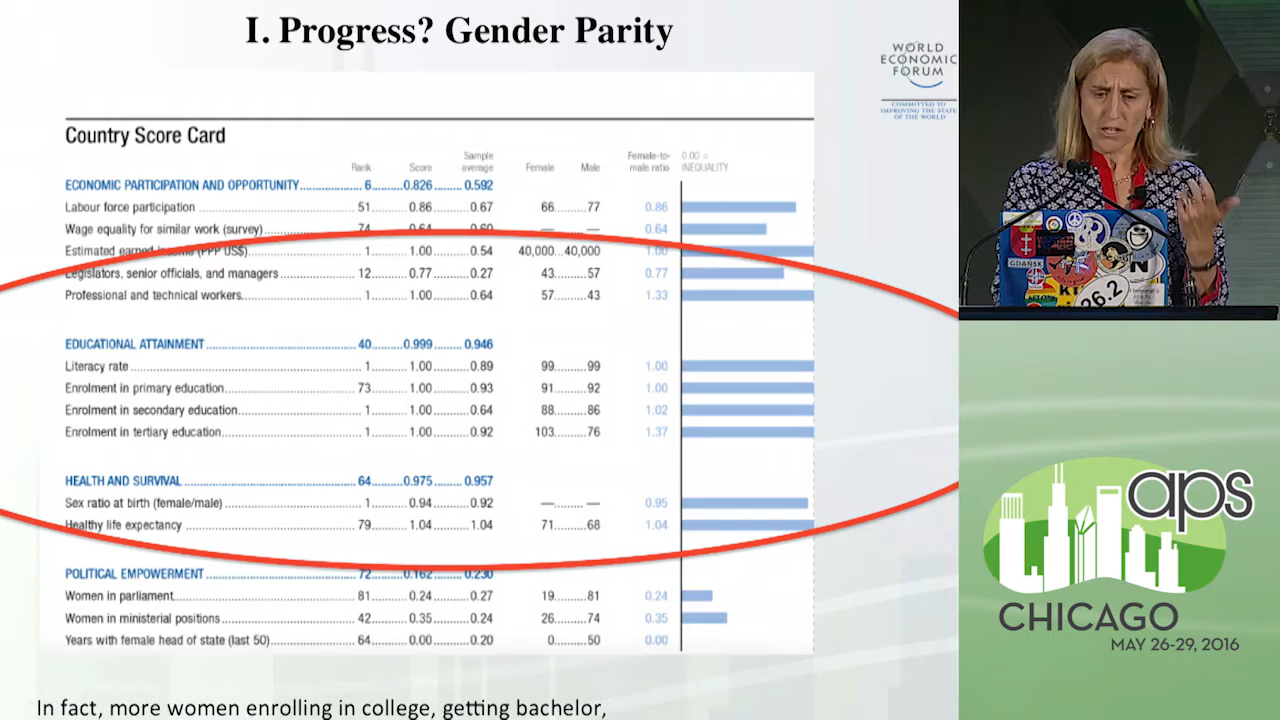 I. Progress? Gender Parity
WORLD
ECONOMIC
FORUM
COMMITTED TO
IMPROVING THE STATE
OF THE WORLD
Country Score Card
Rank Score Sample average Female Male Female-to-male ratio 0.00 = INEQUALITY
ECONOMIC PARTICIPATION AND OPPORTUNITY 6 0.826 0.592
Labour force participation 51 0.86 0.67 66 77 0.86
Wage equality for similar work (survey) 74 0.64 0.60 — — 0.64
Estimated earned income (PPP US$) 1 1.00 0.54 40,000 40,000 1.00
Legislators, senior officials, and managers 12 0.77 0.27 43 57 0.77
Professional and technical workers 1 1.00 0.64 57 43 1.33
EDUCATIONAL ATTAINMENT 40 0.999 0.946
Literacy rate 1 1.00 0.89 99 99 1.00
Enrolment in primary education 73 1.00 0.93 91 92 1.00
Enrolment in secondary education 1 1.00 0.64 88 86 1.02
Enrolment in tertiary education 1 1.00 0.92 103 76 1.37
HEALTH AND SURVIVAL 64 0.975 0.957
Sex ratio at birth (female/male) 1 0.94 0.92 — — 0.95
Healthy life expectancy 79 1.04 1.04 71 68 1.04
POLITICAL EMPOWERMENT 72 0.162 0.230
Women in parliament 81 0.24 0.27 19 81 0.24
Women in ministerial positions 42 0.35 0.24 26 74 0.35
Years with female head of state (last 50) 64 0.00 0.20 0 50 0.00
In fact, more women enrolling in college, getting bachelor,
GDAŃSK
N
26.2
aps
CHICAGO
MAY 26-29, 2016